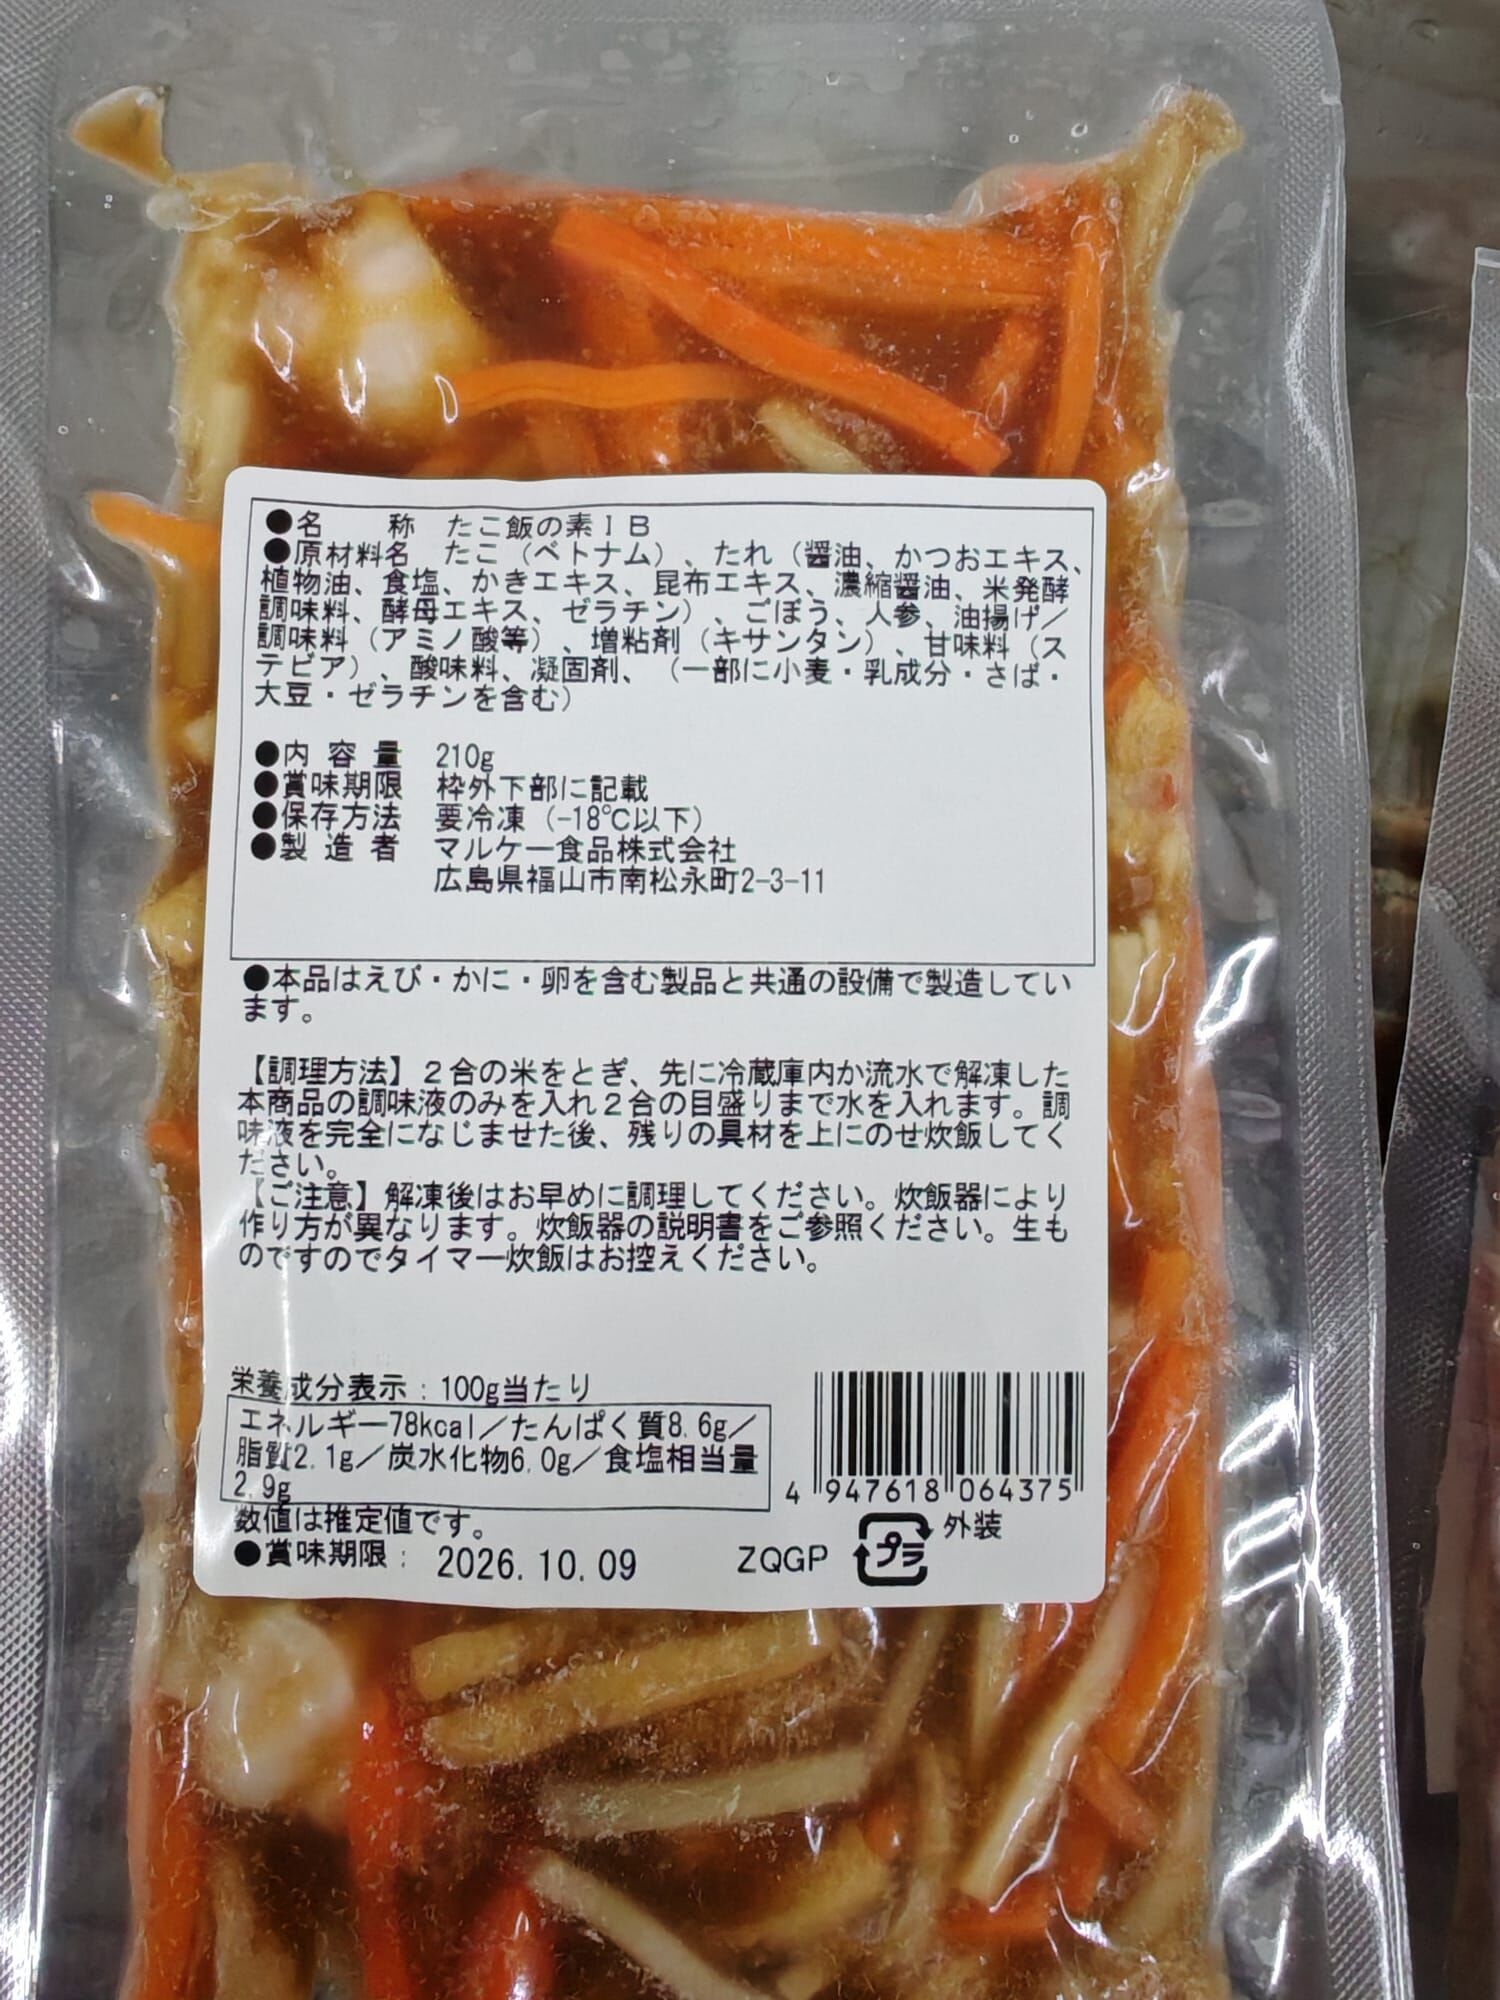 ●名　称　たこ飯の素ＩＢ
●原材料名　たこ（ベトナム）、たれ（醤油、かつおエキス、
植物油、食塩、かきエキス、昆布エキス、濃縮醤油、米発酵
調味料、酵母エキス、ゼラチン）、ごぼう、人参、油揚げ／
調味料（アミノ酸等）、増粘剤（キサンタン）、甘味料（ス
テビア）、酸味料、凝固剤、（一部に小麦・乳成分・さば・
大豆・ゼラチンを含む）
●内容量　210g
●賞味期限　枠外下部に記載
●保存方法　要冷凍（-18℃以下）
●製造者　マルケー食品株式会社
広島県福山市南松永町2-3-11
●本品はえび・かに・卵を含む製品と共通の設備で製造してい
ます。
【調理方法】２合の米をとぎ、先に冷蔵庫内か流水で解凍した
本商品の調味液のみを入れ２合の目盛りまで水を入れます。調
味液を完全になじませた後、残りの具材を上にのせ炊飯してく
ださい。
【ご注意】解凍後はお早めに調理してください。炊飯器により
作り方が異なります。炊飯器の説明書をご参照ください。生も
のですのでタイマー炊飯はお控えください。
栄養成分表示：100g当たり
エネルギー78kcal／たんぱく質8.6g／
脂質2.1g／炭水化物6.0g／食塩相当量
2.9g
数値は推定値です。
4 947618 064375
●賞味期限：2026.10.09
ZQGP プラ 外装